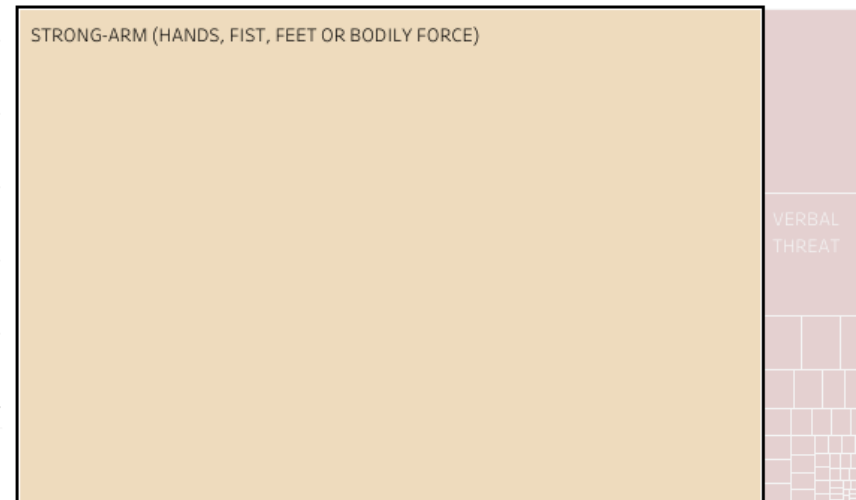 STRONG-ARM (HANDS, FIST, FEET OR BODILY FORCE)
VERBAL
THREAT